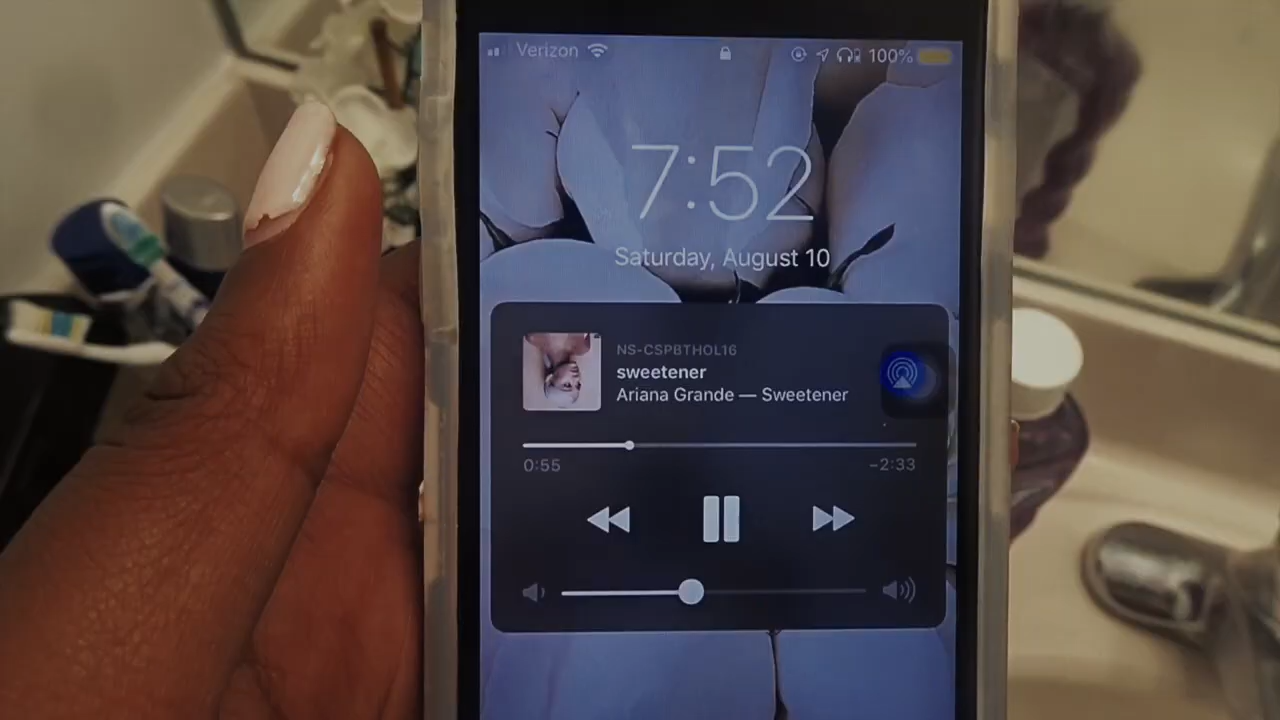 Verizon 100%
7:52
Saturday, August 10
NS-CSPBTHOL16
sweetener
Ariana Grande — Sweetener
0:55 -2:33